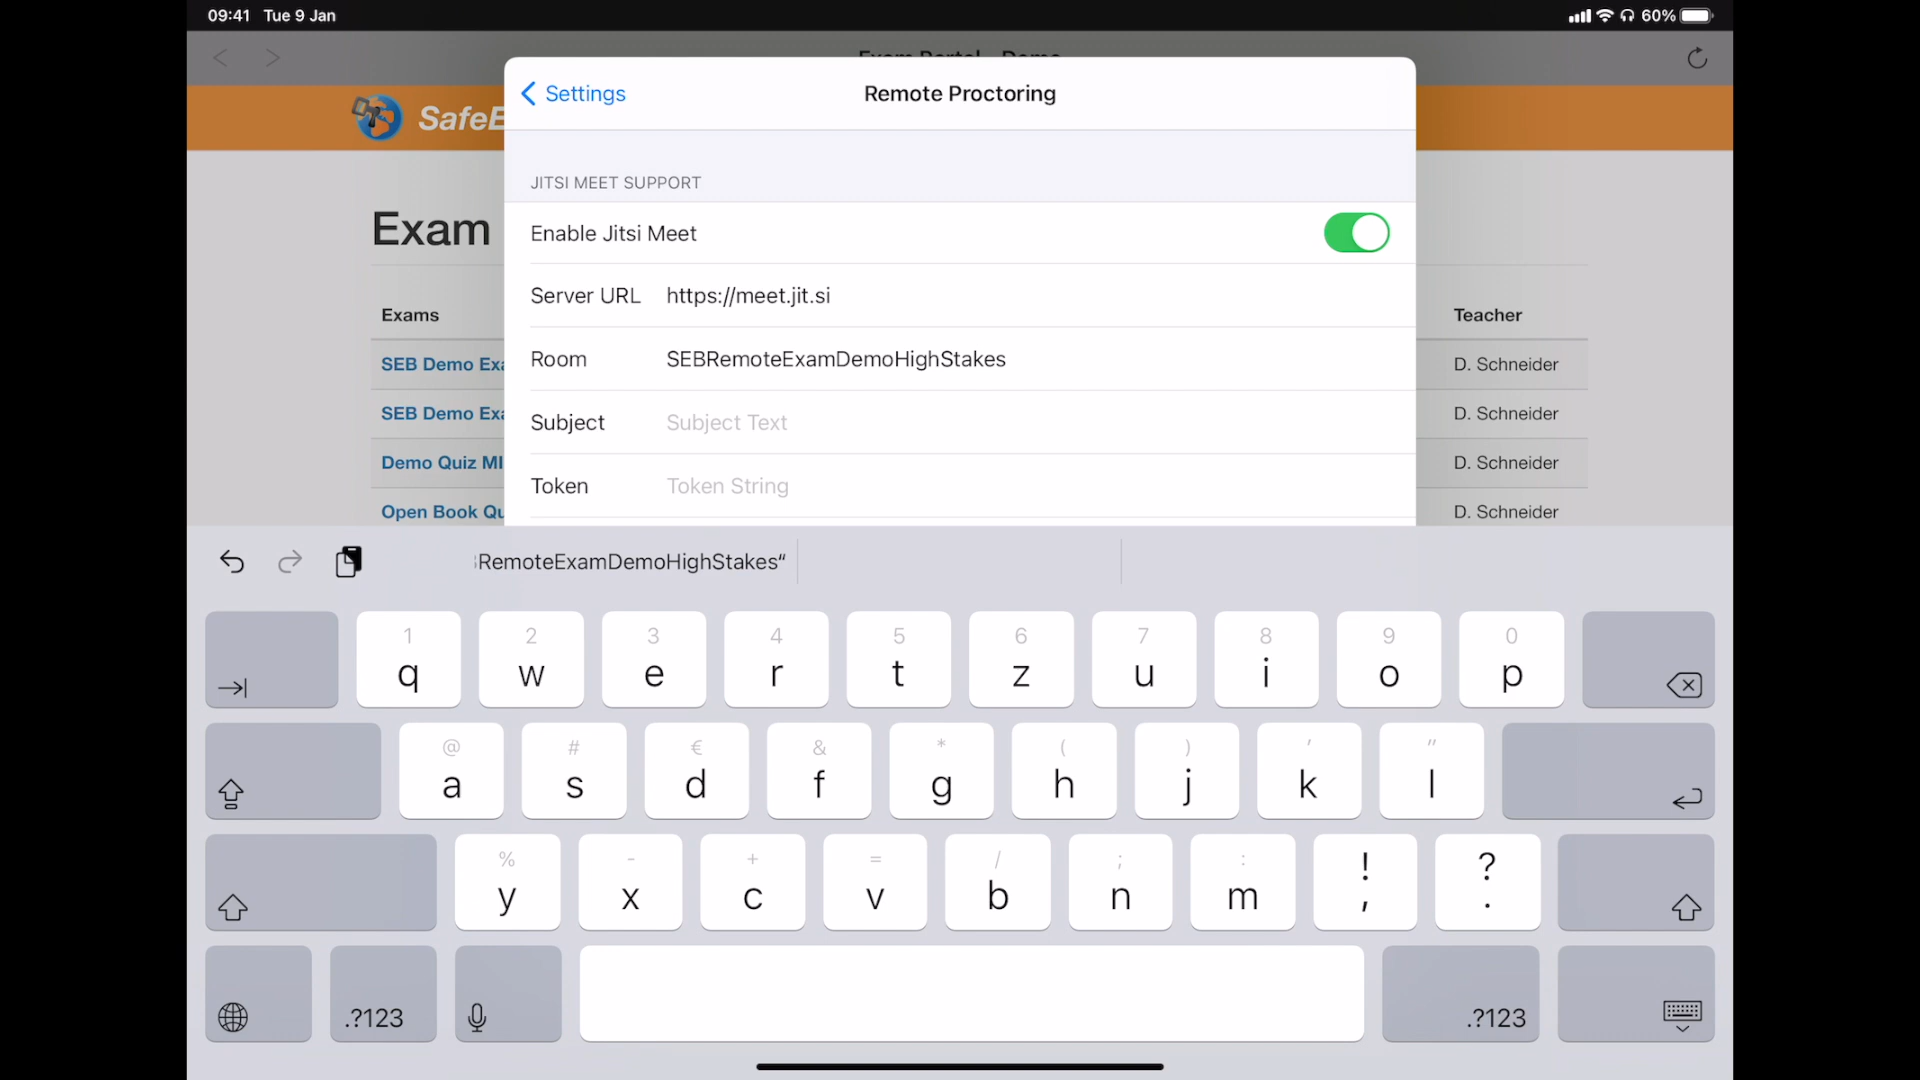 09:41 Tue 9 Jan
60%
Settings
Remote Proctoring
SafeE
JITSI MEET SUPPORT
Exam
Enable Jitsi Meet
Server URL https://meet.jit.si
Exams
Teacher
Room SEBRemoteExamDemoHighStakes
SEB Demo Exa
D. Schneider
SEB Demo Exa
D. Schneider
Subject Subject Text
Demo Quiz MI
D. Schneider
Token Token String
Open Book Qu
D. Schneider
RemoteExamDemoHighStakes“
1 2 3 4 5 6 7 8 9 0
q w e r t z u i o p
@ # € & * ( ) ' "
a s d f g h j k l
% - + = / ; : ! ?
y x c v b n m , .
.?123 .?123